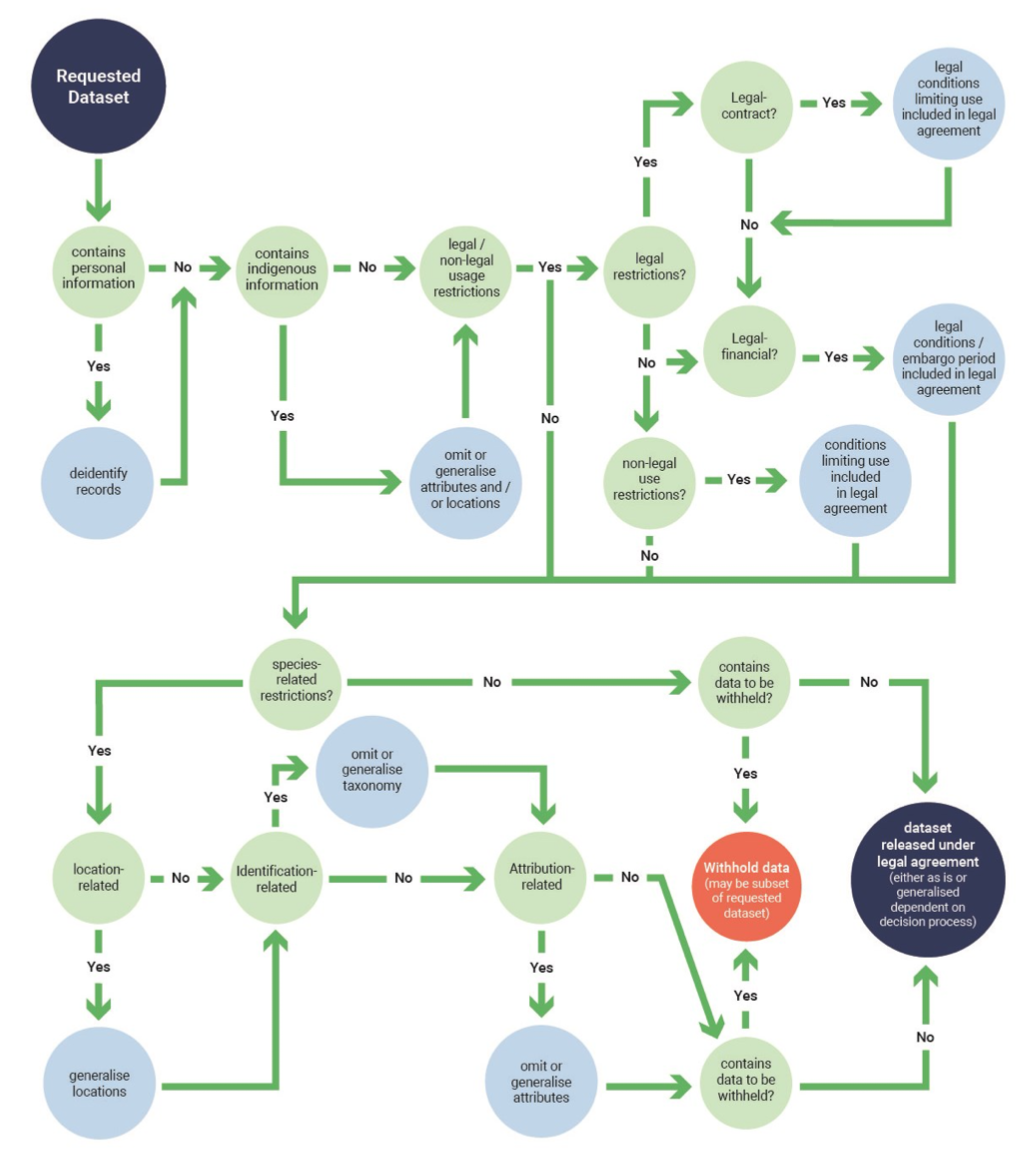 Requested
Dataset
contains
personal
information
No
Yes
deidentify
records
contains
indigenous
information
No
Yes
omit or
generalise
attributes and /
or locations
legal /
non-legal
usage
restrictions
Yes
No
legal
restrictions?
Yes
No
Legal-
contract?
Yes
No
legal
conditions
limiting use
included in legal
agreement
Legal-
financial?
Yes
legal
conditions /
embargo period
included in legal
agreement
non-legal
use
restrictions?
Yes
No
conditions
limiting use
included
in legal
agreement
species-
related
restrictions?
No
Yes
contains
data to be
withheld?
No
Yes
location-
related
No
Yes
generalise
locations
Identification-
related
Yes
No
omit or
generalise
taxonomy
Attribution-
related
No
Yes
omit or
generalise
attributes
contains
data to be
withheld?
Yes
No
Withhold data
(may be subset
of requested
dataset)
dataset
released under
legal agreement
(either as is or
generalised
dependent on
decision process)